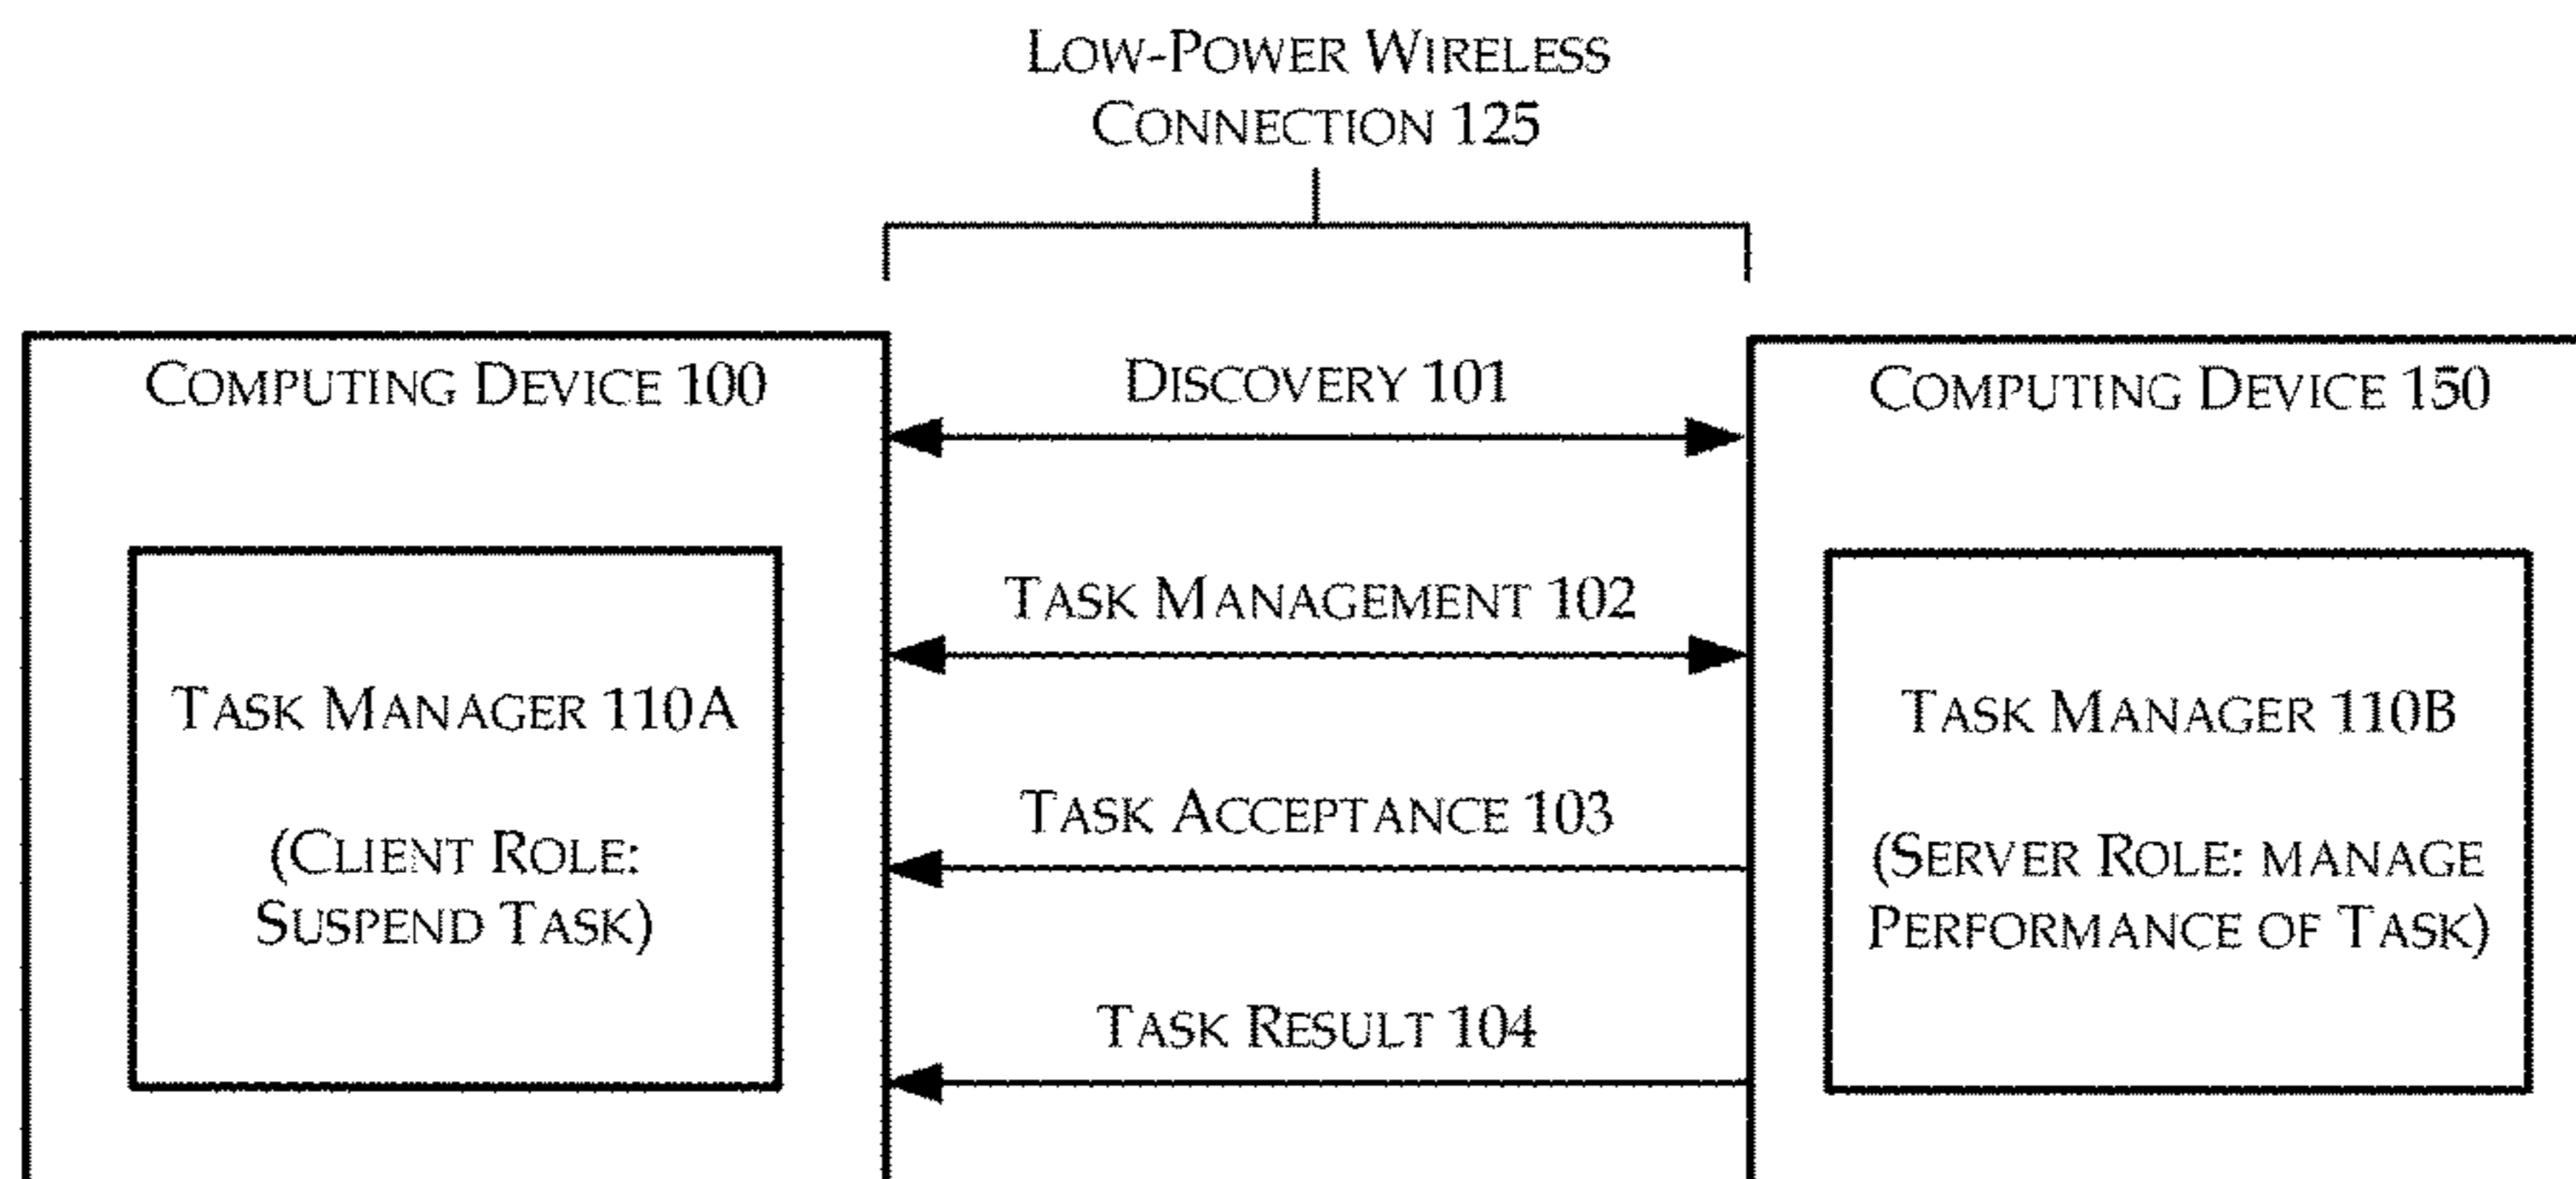 LOW-POWER WIRELESS
CONNECTION 125
COMPUTING DEVICE 100
DISCOVERY 101
COMPUTING DEVICE 150
TASK MANAGEMENT 102
TASK MANAGER 110A
TASK MANAGER 110B
TASK ACCEPTANCE 103
(CLIENT ROLE:
SUSPEND TASK)
(SERVER ROLE: MANAGE
PERFORMANCE OF TASK)
TASK RESULT 104